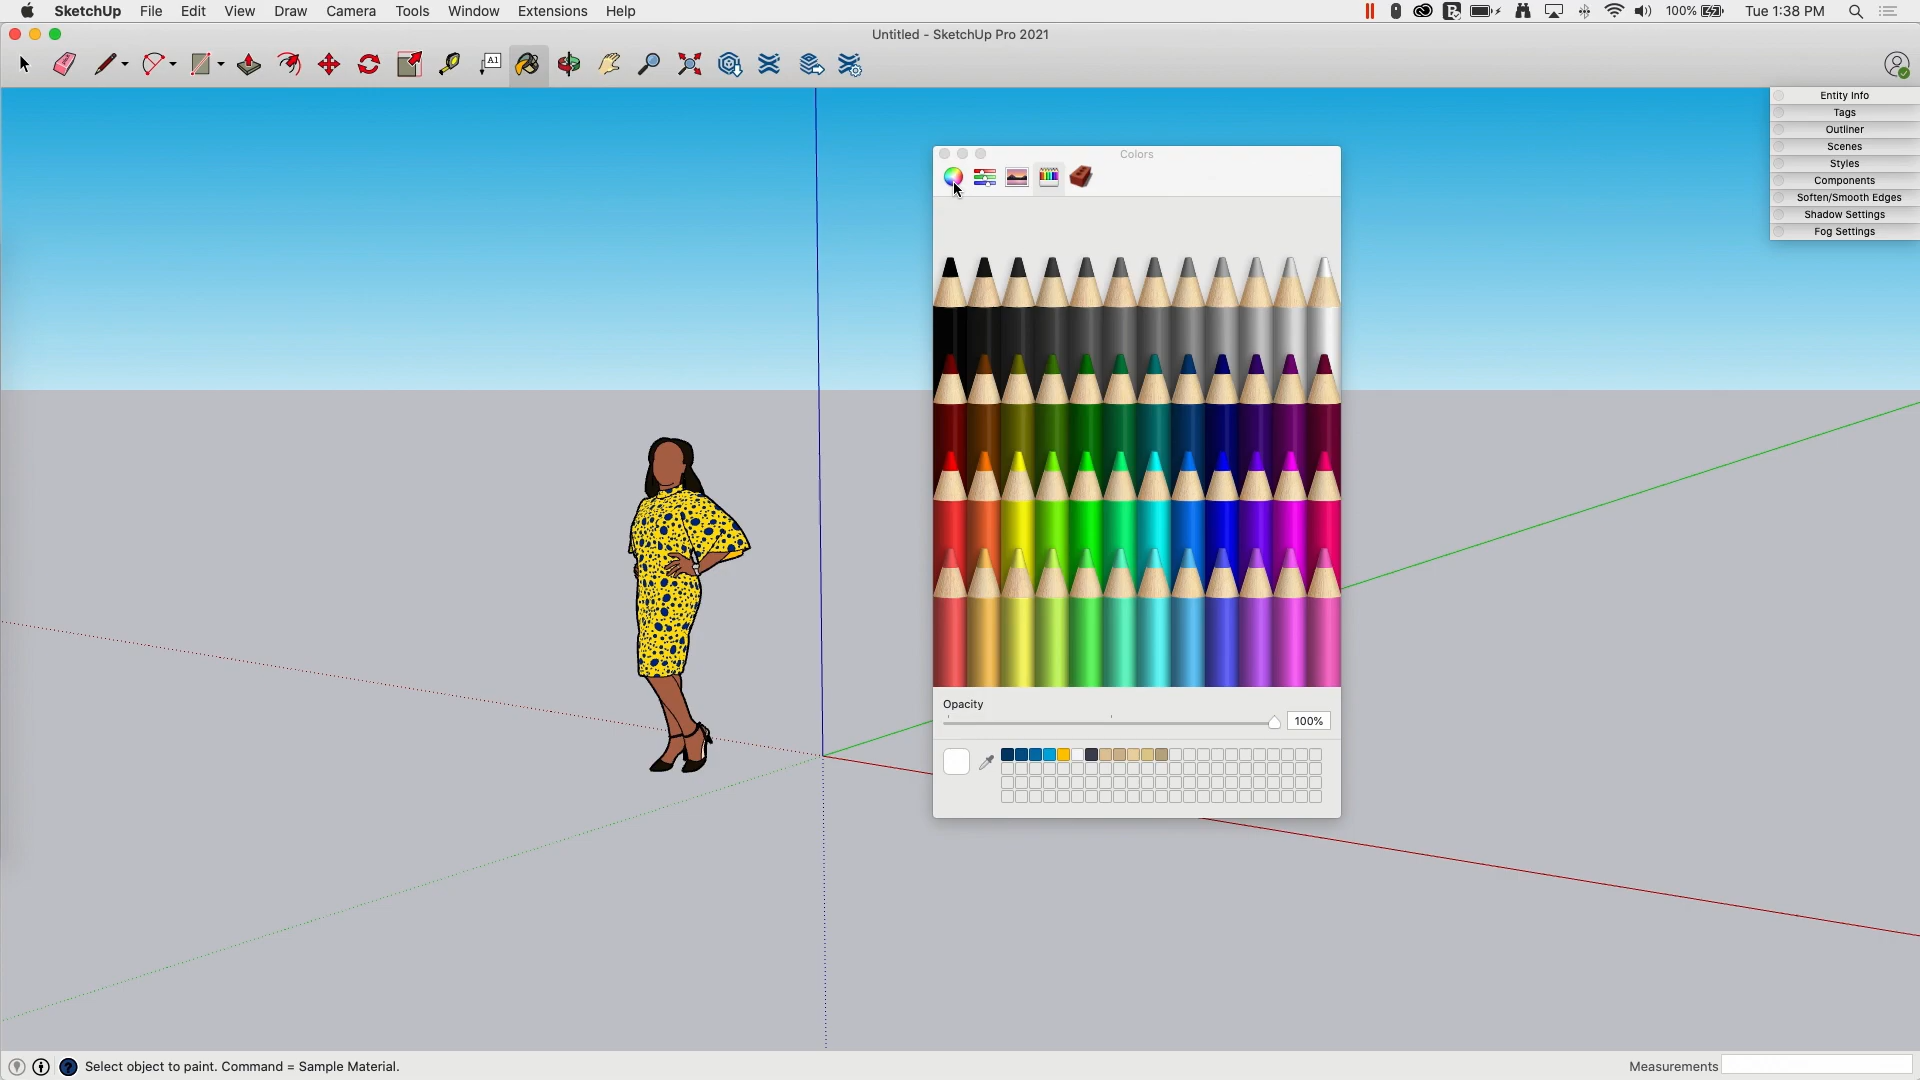 SketchUp File Edit View Draw Camera Tools Window Extensions Help
100% Tue 1:38 PM
Untitled - SketchUp Pro 2021
A1
Entity Info
Tags
Outliner
Scenes
Styles
Components
Soften/Smooth Edges
Shadow Settings
Fog Settings
Colors
Opacity
100%
Select object to paint. Command = Sample Material.
Measurements